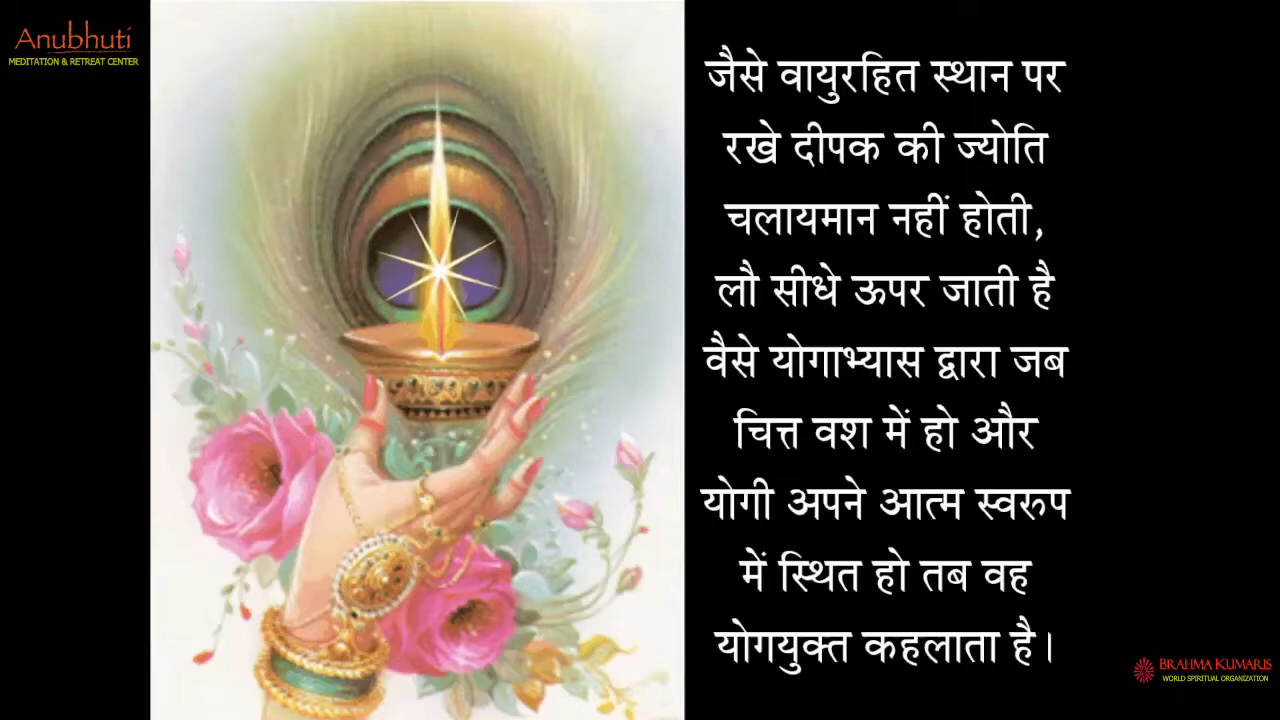 Anubhuti
MEDITATION & RETREAT CENTER
जैसे वायुरहित स्थान पर
रखे दीपक की ज्योति
चलायमान नहीं होती,
लौ सीधे ऊपर जाती है
वैसे योगाभ्यास द्वारा जब
चित्त वश में हो और
योगी अपने आत्म स्वरुप
में स्थित हो तब वह
योगयुक्त कहलाता है।
BRAHMA KUMARIS
WORLD SPIRITUAL ORGANIZATION